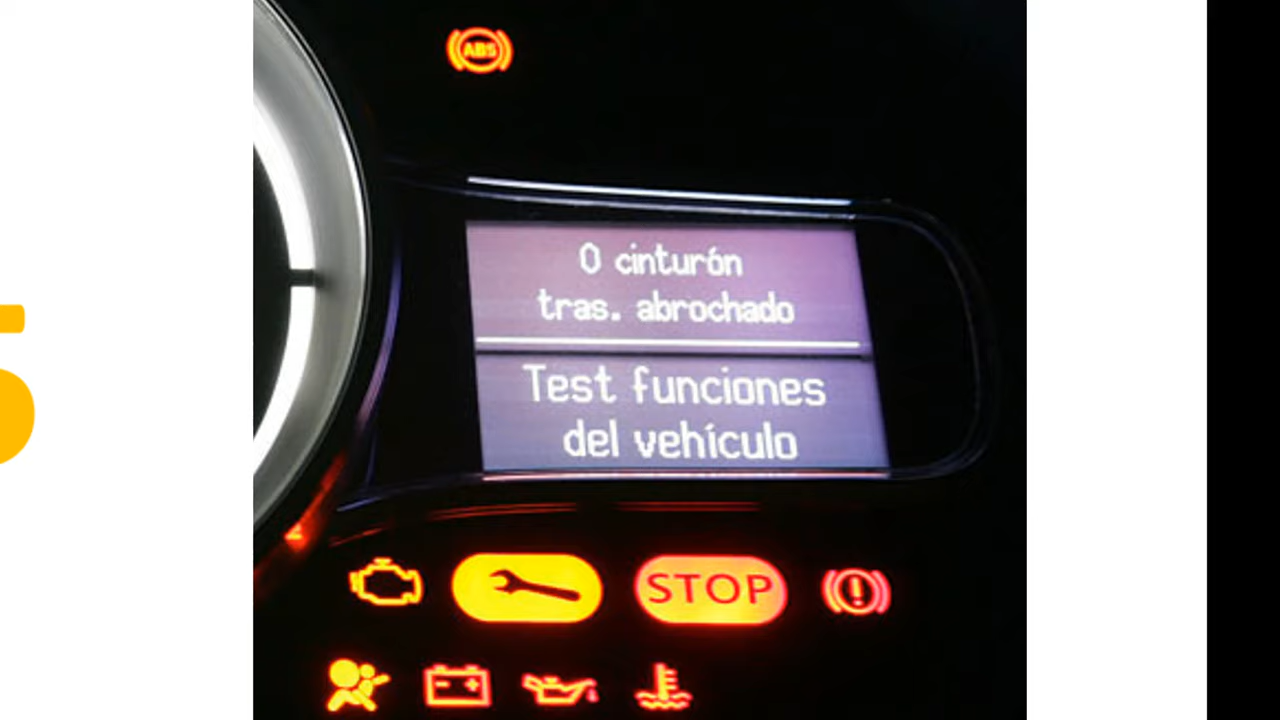 ABS
0 cinturón
tras. abrochado
Test funciones
del vehículo
STOP